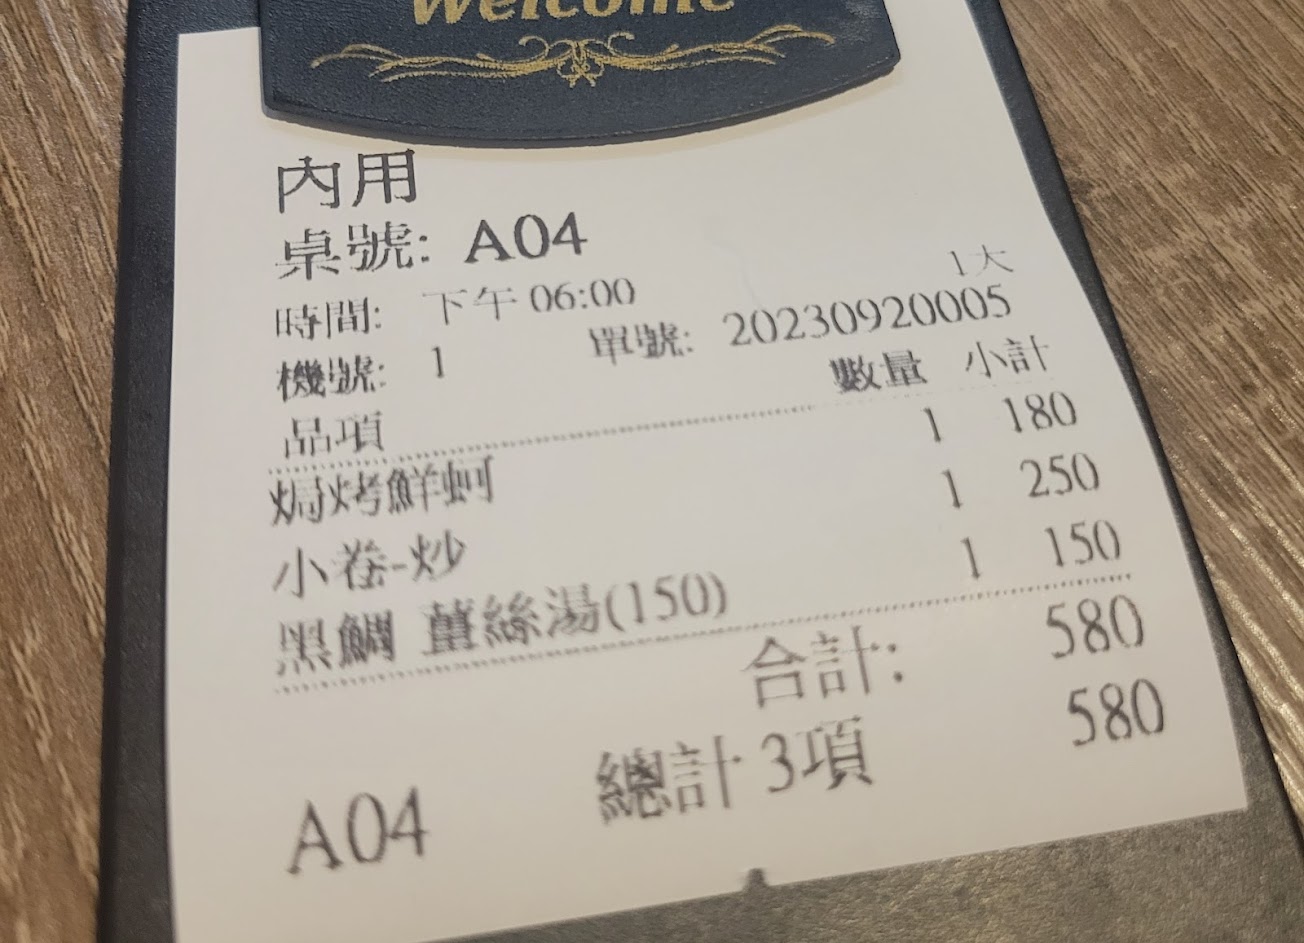 Welcome
內用
桌號: A04
時間: 下午 06:00 1大
機號: 1 單號: 20230920005
品項 數量 小計
焗烤鮮蚵 1 180
小卷-炒 1 250
黑鯛 薑絲湯(150) 1 150
合計: 580
總計 3項 580
A04